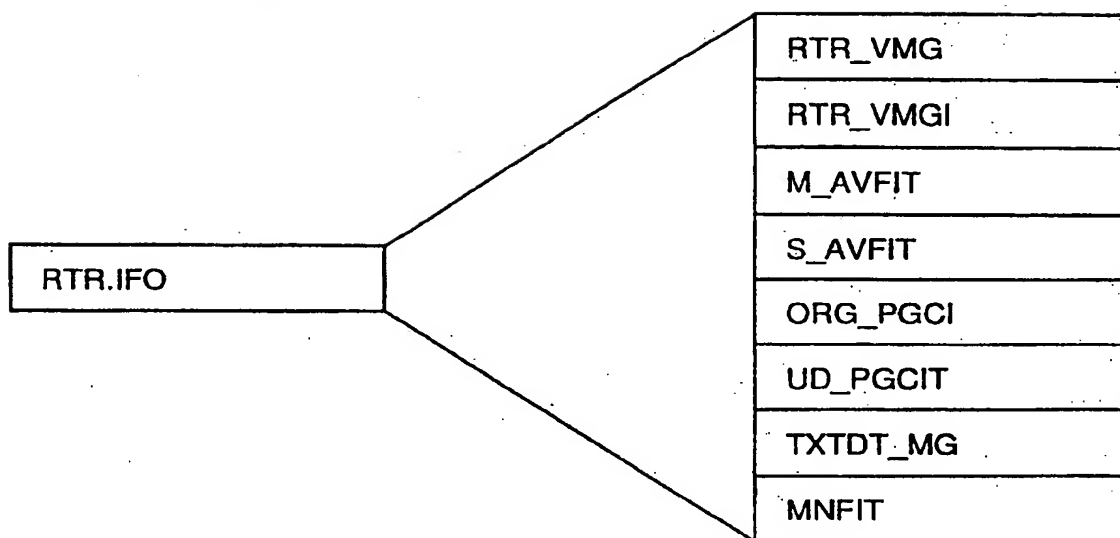 RTR.IFO
RTR_VMG
RTR_VMGI
M_AVFIT
S_AVFIT
ORG_PGCI
UD_PGCIT
TXTDT_MG
MNFIT